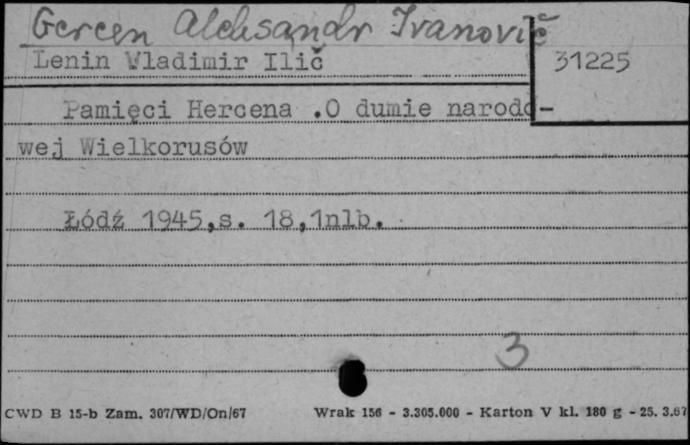 Gercen Aleksandr Ivanovič
Lenin Wladimir Ilič
31225
Pamięci Hercena .O dumie narodo-
wej Wielkorusów
Łódź 1945,s. 18,1nlb.
3
CWD B 15-b Zam. 307/WD/On/67 Wrak 156 - 3.305.000 - Karton V kl. 180 g - 25. 3.67